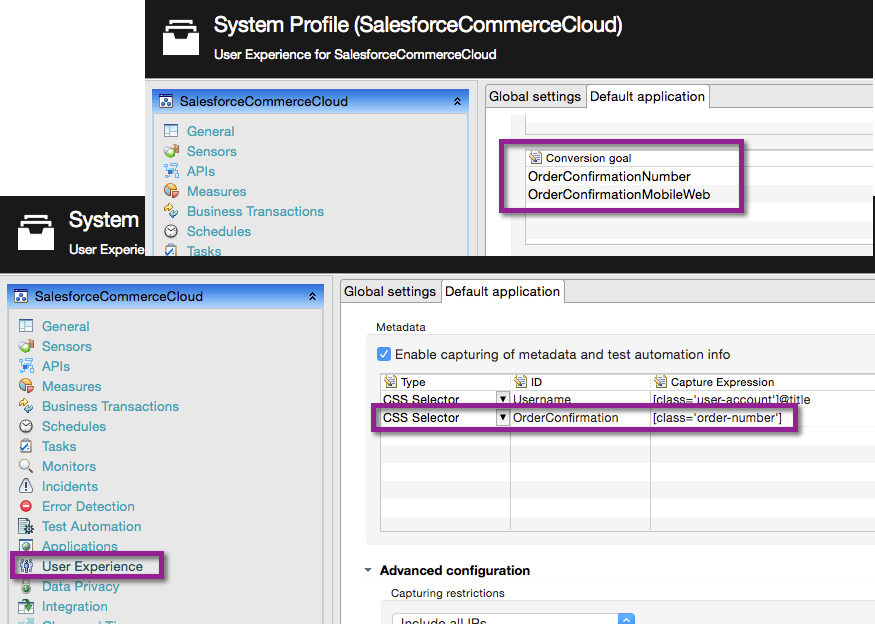 System Profile (SalesforceCommerceCloud)
User Experience for SalesforceCommerceCloud
SalesforceCommerceCloud
General
Sensors
APIs
Measures
Business Transactions
Schedules
Tasks
Global settings Default application
Conversion goal
OrderConfirmationNumber
OrderConfirmationMobileWeb
System
User Experie
SalesforceCommerceCloud
General
Sensors
APIs
Measures
Business Transactions
Schedules
Tasks
Monitors
Incidents
Error Detection
Test Automation
Applications
User Experience
Data Privacy
Integration
Global settings Default application
Metadata
Enable capturing of metadata and test automation info
Type ID Capture Expression
CSS Selector Username [class='user-account']@title
CSS Selector OrderConfirmation [class='order-number']
Advanced configuration
Capturing restrictions
Include all IPs